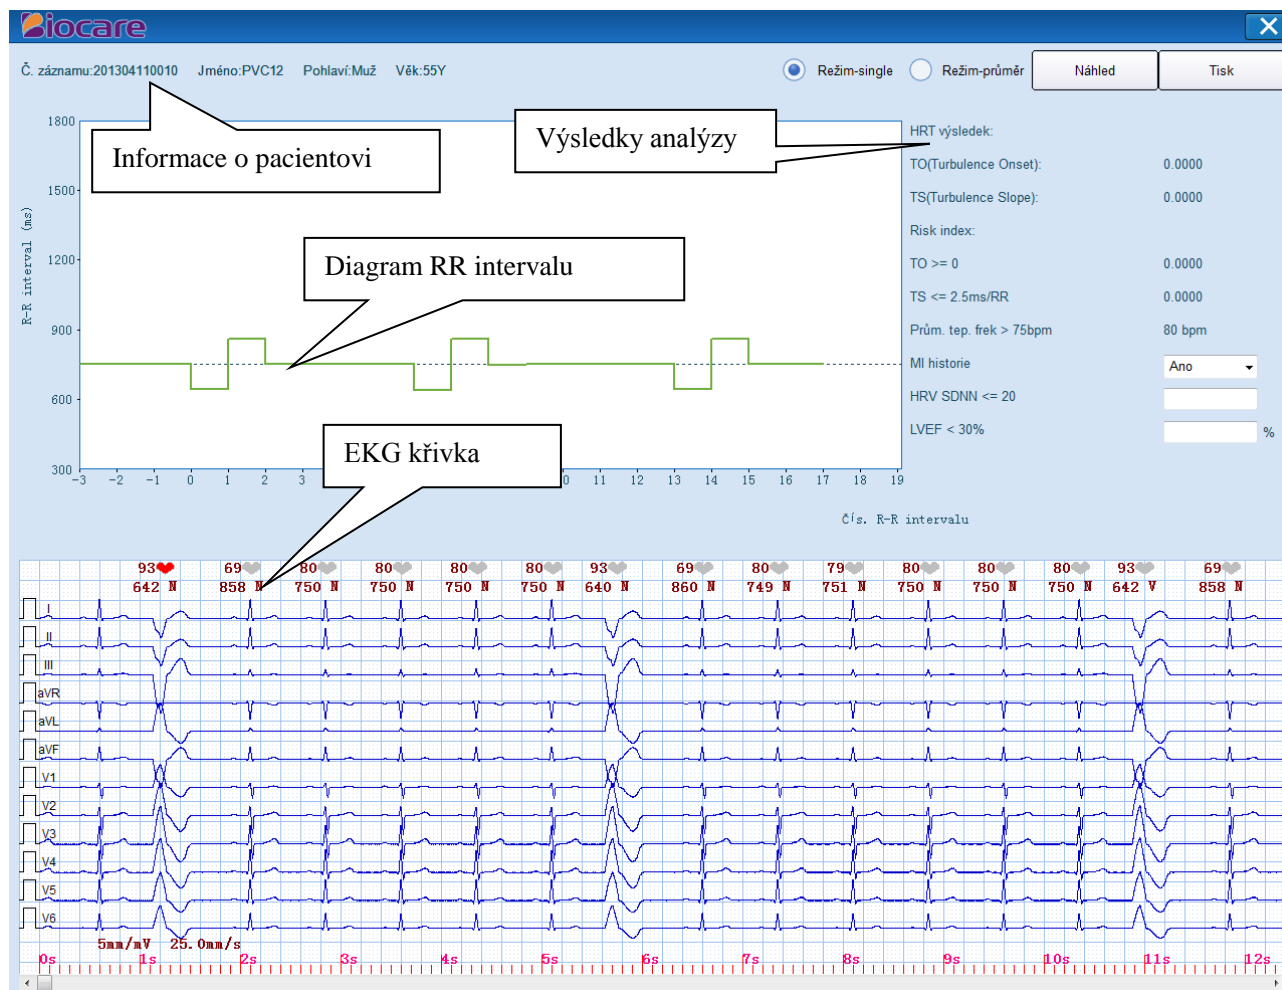 Biocare
Č. záznamu:201304110010 Jméno:PVC12 Pohlaví:Muž Věk:55Y
Režim-single Režim-průměr Náhled Tisk
Informace o pacientovi
Výsledky analýzy
Diagram RR intervalu
EKG křivka
R-R interval (ms)
1800
1500
1200
900
600
300
-3 -2 -1 0 1 2 3 0 11 12 13 14 15 16 17 18 19
Čís. R-R intervalu
HRT výsledek:
TO(Turbulence Onset): 0.0000
TS(Turbulence Slope): 0.0000
Risk index:
TO >= 0 0.0000
TS <= 2.5ms/RR 0.0000
Prům. tep. frek > 75bpm 80 bpm
MI historie Ano
HRV SDNN <= 20
LVEF < 30% %
93 69 80 80 80 80 93 69 80 79 80 80 80 93 69
642 N 858 N 750 N 750 N 750 N 750 N 640 N 860 N 749 N 751 N 750 N 750 N 750 N 642 V 858 N
I
II
III
aVR
aVL
aVF
V1
V2
V3
V4
V5
V6
5mm/mV 25.0mm/s
0s 1s 2s 3s 4s 5s 6s 7s 8s 9s 10s 11s 12s